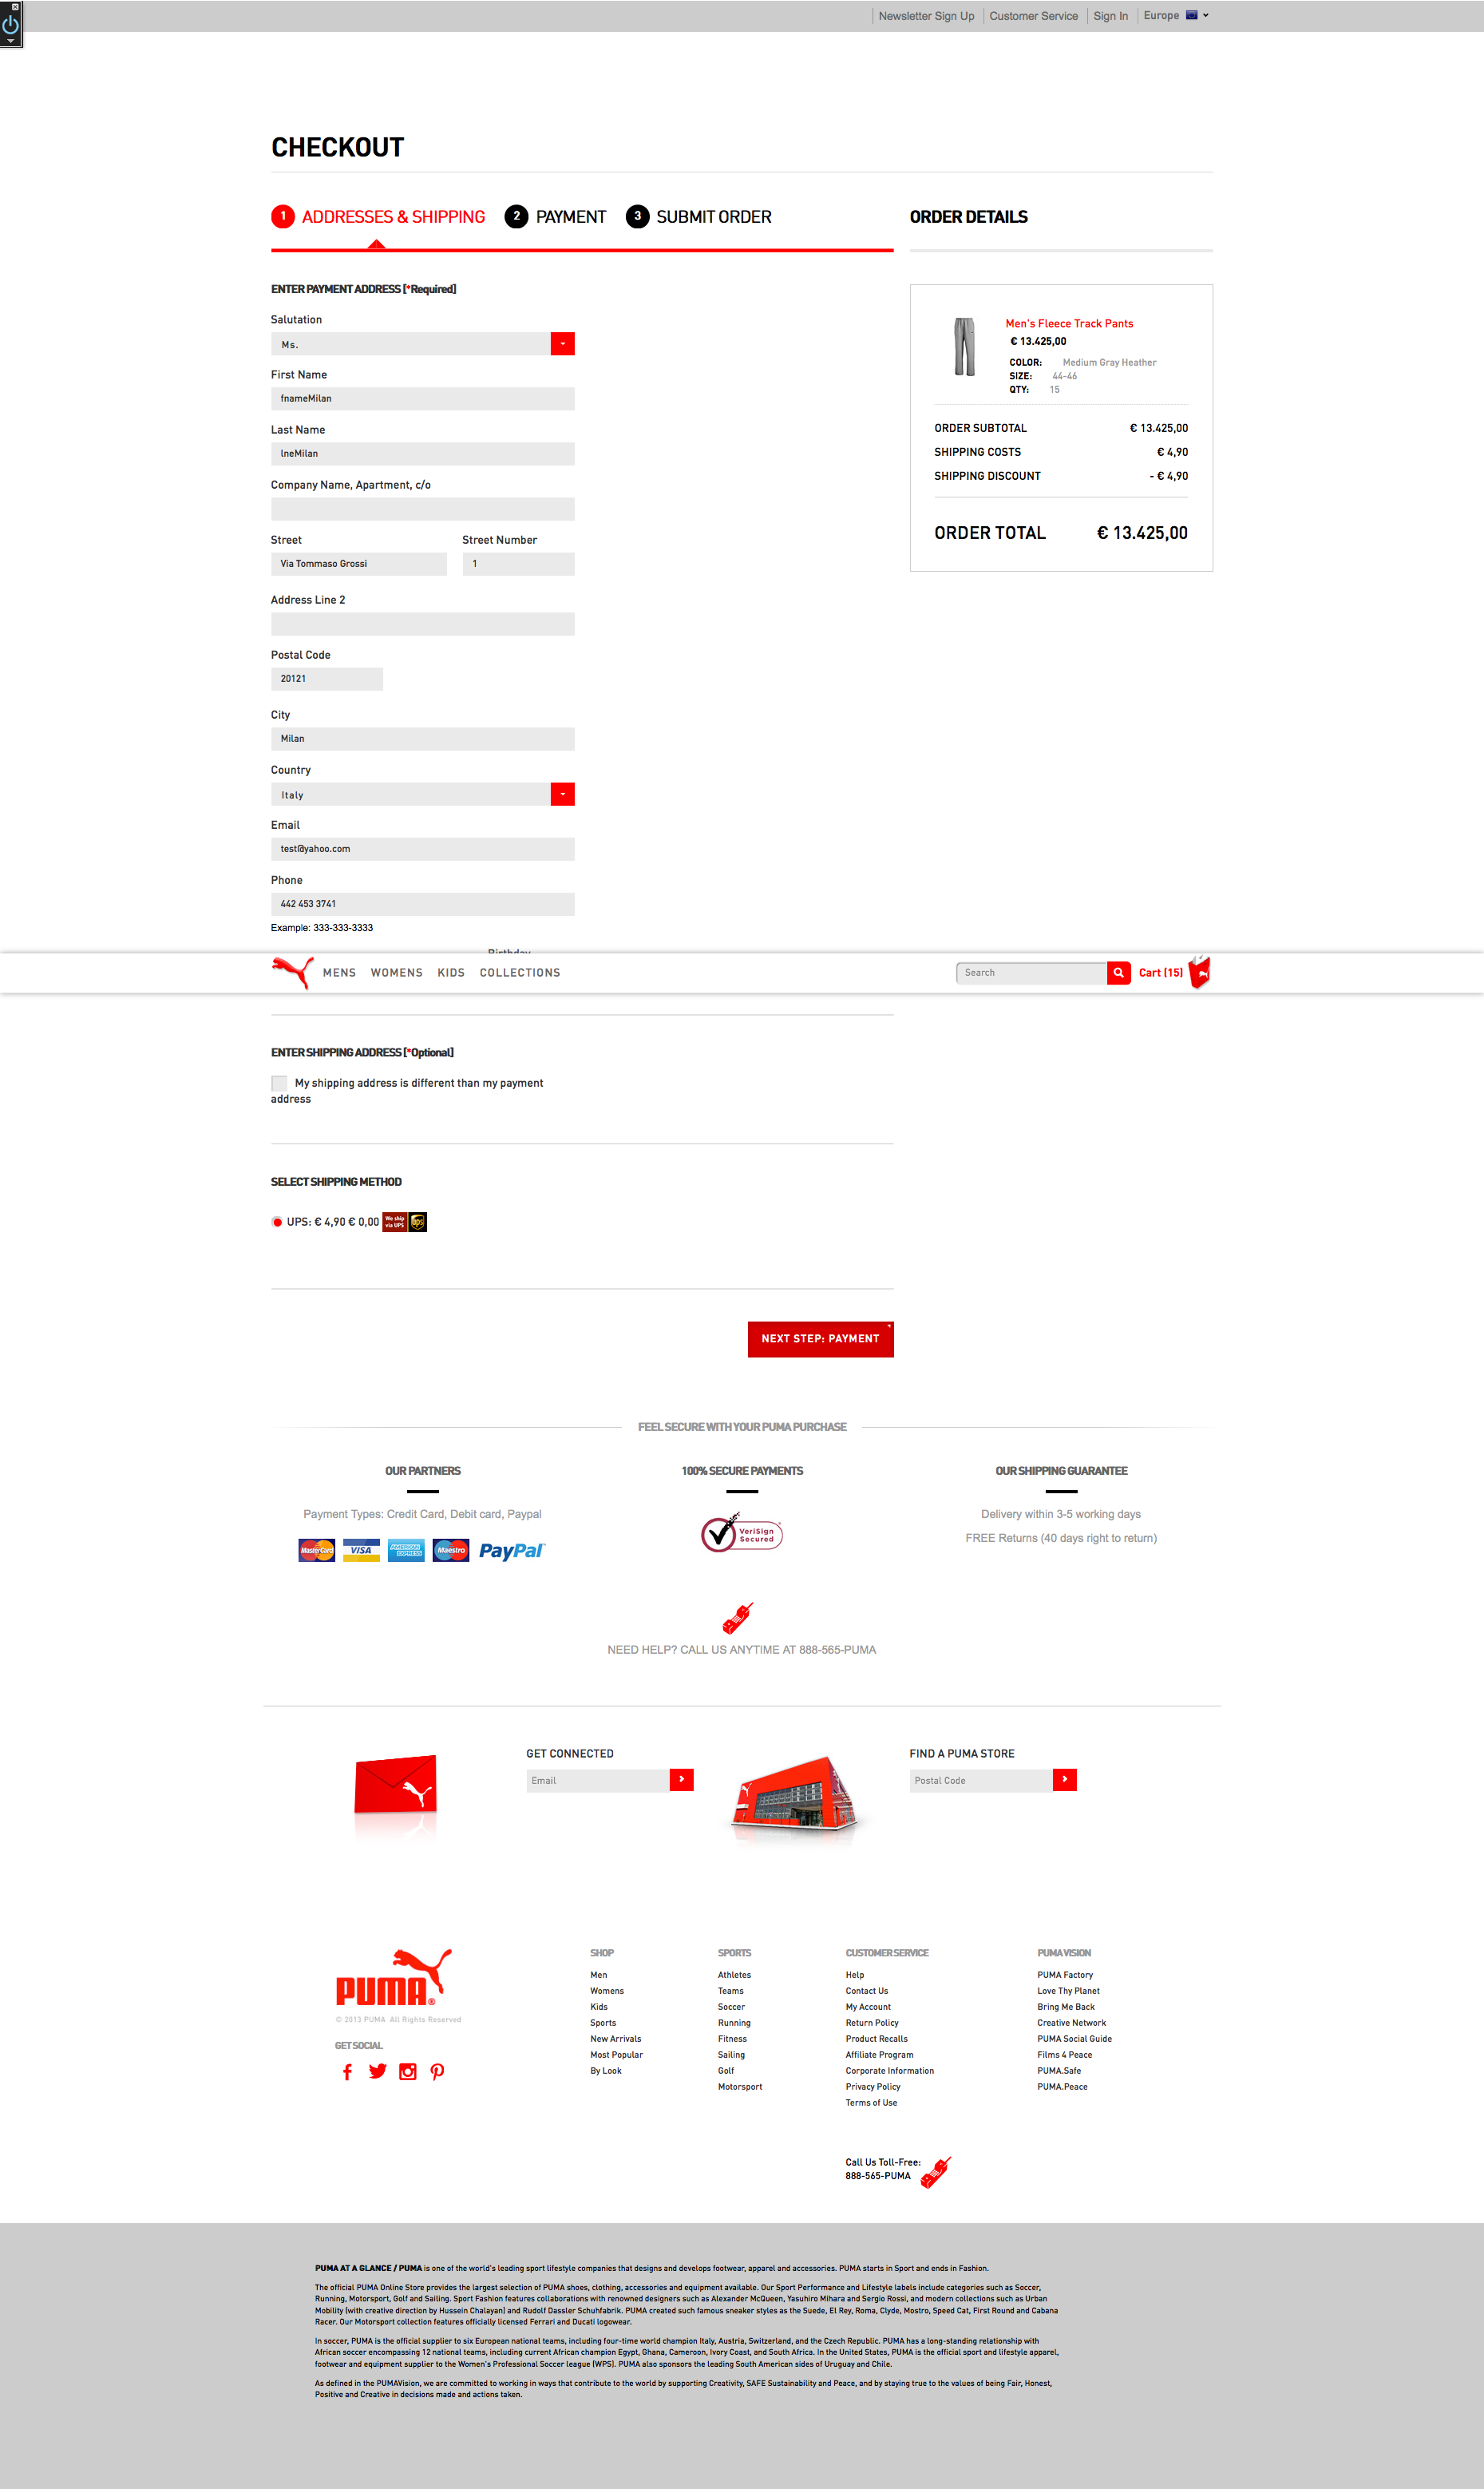 Newsletter Sign Up
Customer Service
Sign In
Europe
CHECKOUT
1 ADDRESSES & SHIPPING
2 PAYMENT
3 SUBMIT ORDER
ORDER DETAILS
ENTER PAYMENT ADDRESS [*Required]
Salutation
Ms.
First Name
fnameMilan
Last Name
lneMilan
Company Name, Apartment, c/o
Street
Street Number
Via Tommaso Grossi
1
Address Line 2
Postal Code
20121
City
Milan
Country
Italy
Email
test@yahoo.com
Phone
442 453 3741
Example: 333-333-3333
Birthday
Men's Fleece Track Pants
€ 13.425,00
COLOR: Medium Gray Heather
SIZE: 44-46
QTY: 15
ORDER SUBTOTAL € 13.425,00
SHIPPING COSTS € 4,90
SHIPPING DISCOUNT - € 4,90
ORDER TOTAL € 13.425,00
MENS WOMENS KIDS COLLECTIONS
Search
Cart (15)
ENTER SHIPPING ADDRESS [*Optional]
My shipping address is different than my payment
address
SELECT SHIPPING METHOD
UPS: € 4,90 € 0,00
We ship
via UPS
ups
NEXT STEP: PAYMENT
FEEL SECURE WITH YOUR PUMA PURCHASE
OUR PARTNERS
Payment Types: Credit Card, Debit card, Paypal
MasterCard VISA AMERICAN EXPRESS Maestro PayPal
100% SECURE PAYMENTS
VeriSign
Secured
OUR SHIPPING GUARANTEE
Delivery within 3-5 working days
FREE Returns (40 days right to return)
NEED HELP? CALL US ANYTIME AT 888-565-PUMA
GET CONNECTED
Email
FIND A PUMA STORE
Postal Code
PUMA®
© 2013 PUMA All Rights Reserved
GET SOCIAL
SHOP
Men
Womens
Kids
Sports
New Arrivals
Most Popular
By Look
SPORTS
Athletes
Teams
Soccer
Running
Fitness
Sailing
Golf
Motorsport
CUSTOMER SERVICE
Help
Contact Us
My Account
Return Policy
Product Recalls
Affiliate Program
Corporate Information
Privacy Policy
Terms of Use
PUMA VISION
PUMA Factory
Love Thy Planet
Bring Me Back
Creative Network
PUMA Social Guide
Films 4 Peace
PUMA.Safe
PUMA.Peace
Call Us Toll-Free:
888-565-PUMA
PUMA AT A GLANCE / PUMA is one of the world's leading sport lifestyle companies that designs and develops footwear, apparel and accessories. PUMA starts in Sport and ends in Fashion.
The official PUMA Online Store provides the largest selection of PUMA shoes, clothing, accessories and equipment available. Our Sport Performance and Lifestyle labels include categories such as Soccer,
Running, Motorsport, Golf and Sailing. Sport Fashion features collaborations with renowned designers such as Alexander McQueen, Yasuhiro Mihara and Sergio Rossi, and modern collections such as Urban
Mobility (with creative direction by Hussein Chalayan) and Rudolf Dassler Schuhfabrik. PUMA created such famous sneaker styles as the Suede, El Rey, Roma, Clyde, Mostro, Speed Cat, First Round and Cabana
Racer. Our Motorsport collection features officially licensed Ferrari and Ducati logowear.
In soccer, PUMA is the official supplier to six European national teams, including four-time world champion Italy, Austria, Switzerland, and the Czech Republic. PUMA has a long-standing relationship with
African soccer encompassing 12 national teams, including current African champion Egypt, Ghana, Cameroon, Ivory Coast, and South Africa. In the United States, PUMA is the official sport and lifestyle apparel,
footwear and equipment supplier to the Women's Professional Soccer league (WPS). PUMA also sponsors the leading South American sides of Uruguay and Chile.
As defined in the PUMAVision, we are committed to working in ways that contribute to the world by supporting Creativity, SAFE Sustainability and Peace, and by staying true to the values of being Fair, Honest,
Positive and Creative in decisions made and actions taken.